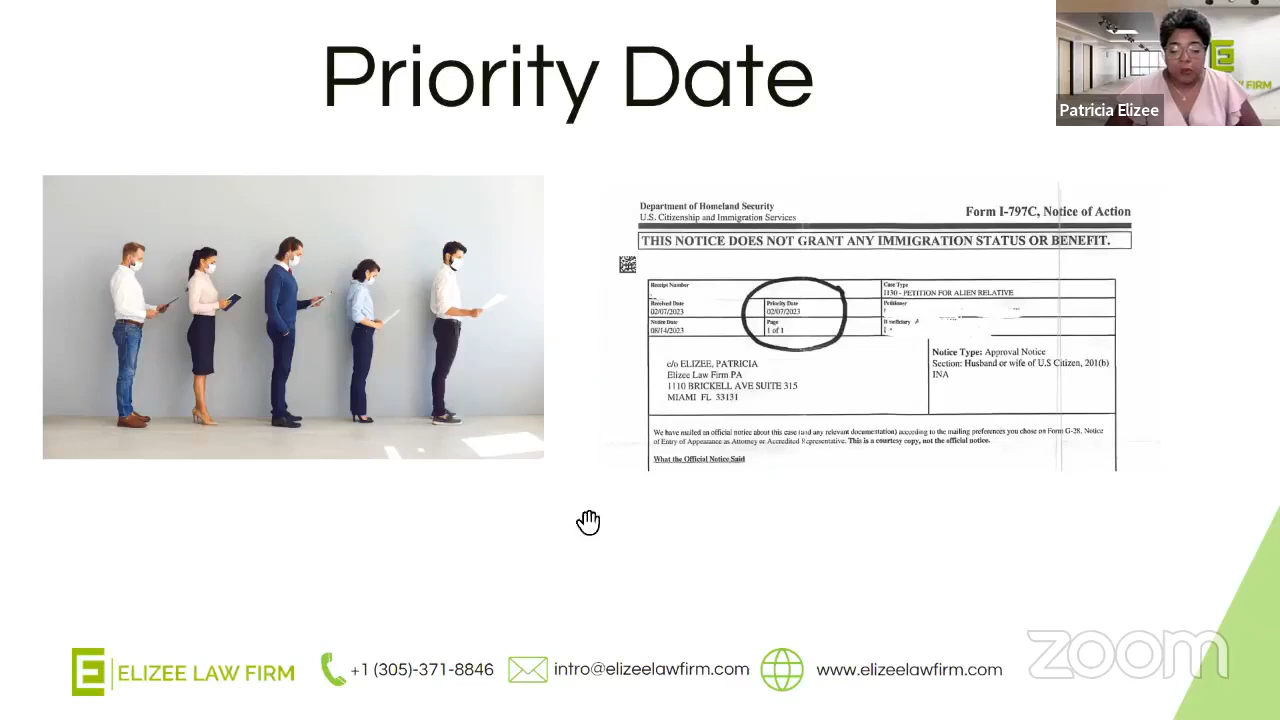 Priority Date
LAW FIRM
Patricia Elizee
Department of Homeland Security
U.S. Citizenship and Immigration Services
Form I-797C, Notice of Action
THIS NOTICE DOES NOT GRANT ANY IMMIGRATION STATUS OR BENEFIT.
Receipt Number
Case Type
I130 - PETITION FOR ALIEN RELATIVE
Received Date
02/07/2023
Priority Date
02/07/2023
Petitioner
Notice Date
08/14/2023
Page
1 of 1
Beneficiary
c/o ELIZEE, PATRICIA
Elizee Law Firm PA
1110 BRICKELL AVE SUITE 315
MIAMI FL 33131
Notice Type: Approval Notice
Section: Husband or wife of U.S Citizen, 201(b)
INA
We have mailed an official notice about this case (and any relevant documentation) according to the mailing preferences you chose on Form G-28, Notice
of Entry of Appearance as Attorney or Accredited Representative. This is a courtesy copy, not the official notice.
What the Official Notice Said
ELIZEE LAW FIRM
+1 (305)-371-8846
intro@elizeelawfirm.com
www.elizeelawfirm.com
zoom